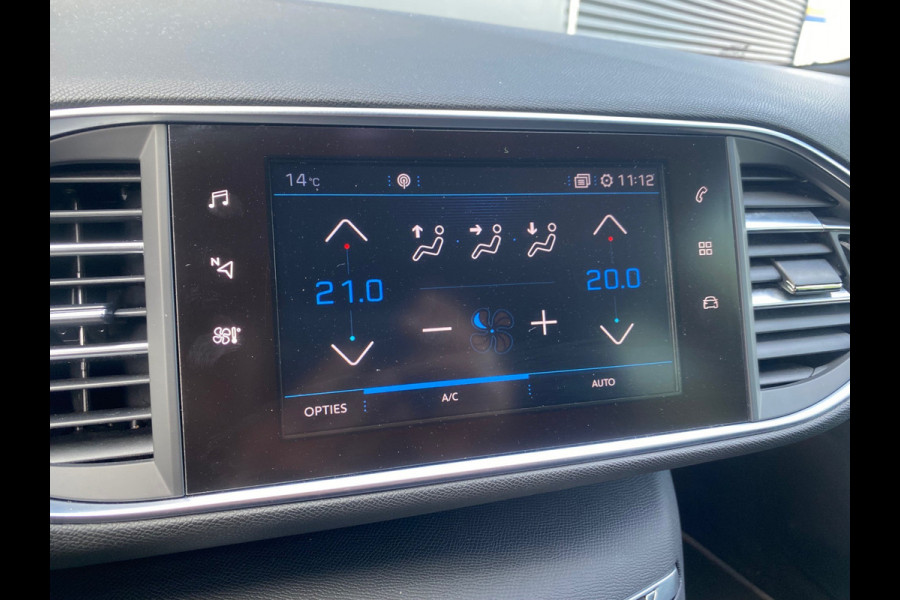 14°C
11:12
N
21.0
20.0
OPTIES
A/C
AUTO